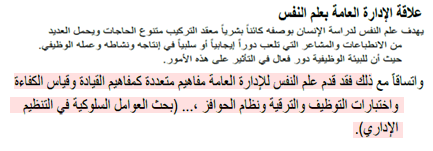 علاقة الإدارة العامة بعلم النفس
يهدف علم النفس لدراسة الإنسان بوصفه كائناً بشرياً معقد التركيب متنوع الحاجات ويحمل العديد
من الانطباعات والمشاعر التي تلعب دوراً إيجابياً أو سلبياً في إنتاجه ونشاطه وعمله الوظيفي.
حيث أن للبيئة الوظيفية دور فعال في التأثير على هذه الأمور.
واتساقاً مع ذلك فقد قدم علم النفس للإدارة العامة مفاهيم متعددة كمفاهيم القيادة وقياس الكفاءة
واختبارات التوظيف والترقية ونظام الحوافز ،... (بحث العوامل السلوكية في التنظيم
الإداري).